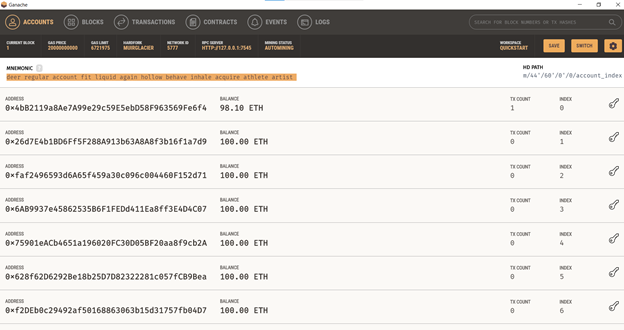 Ganache
ACCOUNTS BLOCKS TRANSACTIONS CONTRACTS EVENTS LOGS SEARCH FOR BLOCK NUMBERS OR TX HASHES
CURRENT BLOCK GAS PRICE GAS LIMIT HARDFORK NETWORK ID RPC SERVER MINING STATUS WORKSPACE
1 20000000000 6721975 MUIRGLACIER 5777 HTTP://127.0.0.1:7545 AUTOMINING QUICKSTART SAVE SWITCH
MNEMONIC HD PATH
deer regular account fit liquid again hollow behave inhale acquire athlete artist m/44'/60'/0'/0/account_index
ADDRESS BALANCE TX COUNT INDEX
0×4bB2119a8Ae7A99e29c59E5ebD58F963569Fe6f4 98.10 ETH 1 0
ADDRESS BALANCE TX COUNT INDEX
0×26d7E4b1BD6Ff5F288A913b63A8A8f3b16f1a7d9 100.00 ETH 0 1
ADDRESS BALANCE TX COUNT INDEX
0×faf2496593d6A65f459a30c096c004460F152d71 100.00 ETH 0 2
ADDRESS BALANCE TX COUNT INDEX
0×6AB9937e45862535B6F1FEDd411Ea8ff3E4D4C07 100.00 ETH 0 3
ADDRESS BALANCE TX COUNT INDEX
0×75901eACb4651a196020FC30D05BF20aa8f9cb2A 100.00 ETH 0 4
ADDRESS BALANCE TX COUNT INDEX
0×628f62D6292Be18b25D7D82322281c057fCB9Bea 100.00 ETH 0 5
ADDRESS BALANCE TX COUNT INDEX
0×f2DEb0c29492af50168863063b15d31757fb04D7 100.00 ETH 0 6